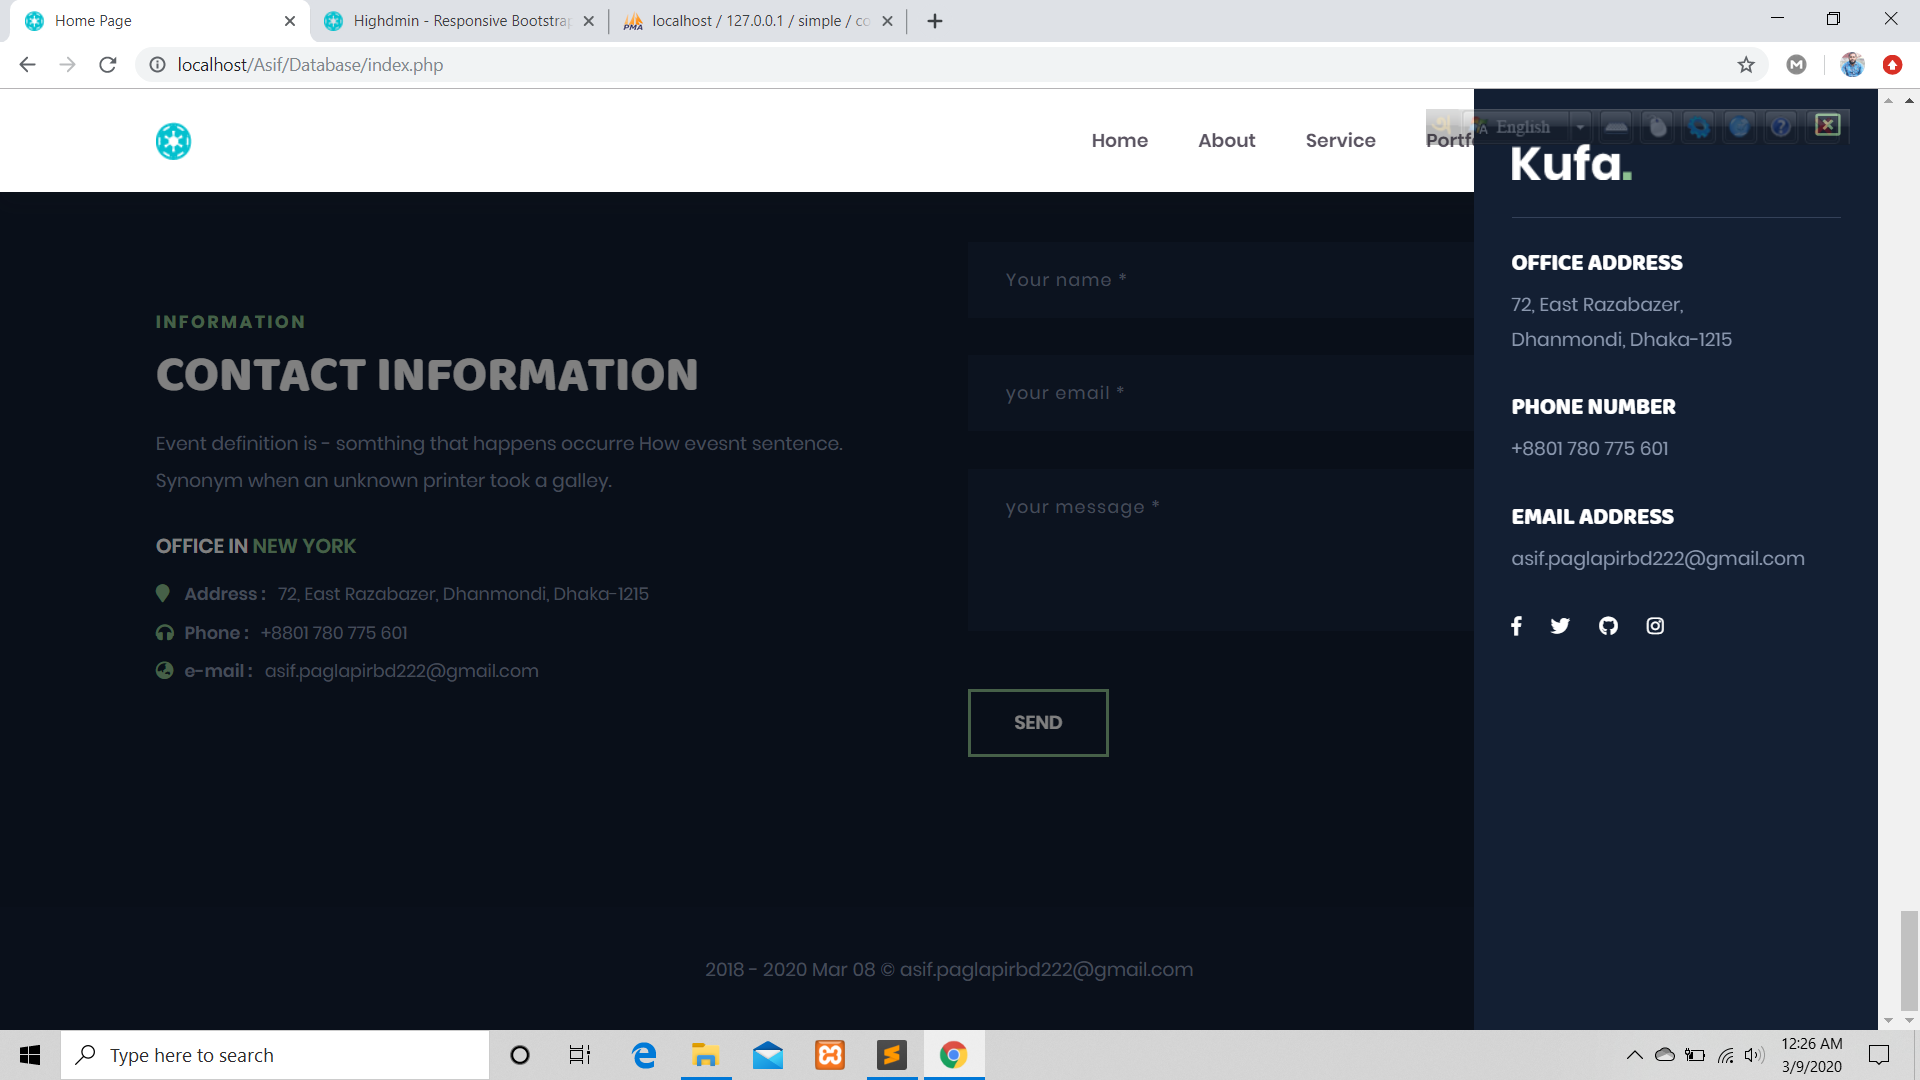 Home Page
Highdmin - Responsive Bootstrap
localhost / 127.0.0.1 / simple / co
localhost/Asif/Database/index.php
Home
About
Service
Portf
English
Kufa.
OFFICE ADDRESS
72, East Razabazer,
Dhanmondi, Dhaka-1215
PHONE NUMBER
+8801 780 775 601
EMAIL ADDRESS
asif.paglapirbd222@gmail.com
INFORMATION
CONTACT INFORMATION
Event definition is - somthing that happens occurre How evesnt sentence.
Synonym when an unknown printer took a galley.
OFFICE IN NEW YORK
Address : 72, East Razabazer, Dhanmondi, Dhaka-1215
Phone : +8801 780 775 601
e-mail : asif.paglapirbd222@gmail.com
Your name *
your email *
your message *
SEND
2018 - 2020 Mar 08 © asif.paglapirbd222@gmail.com
Type here to search
12:26 AM
3/9/2020